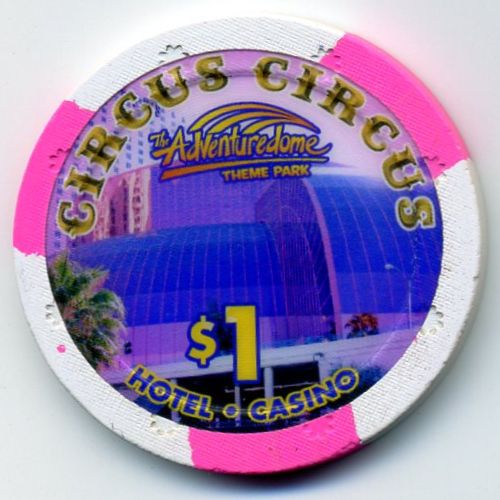 CIRCUS CIRCUS
The Adventuredome
THEME PARK
$1
HOTEL • CASINO